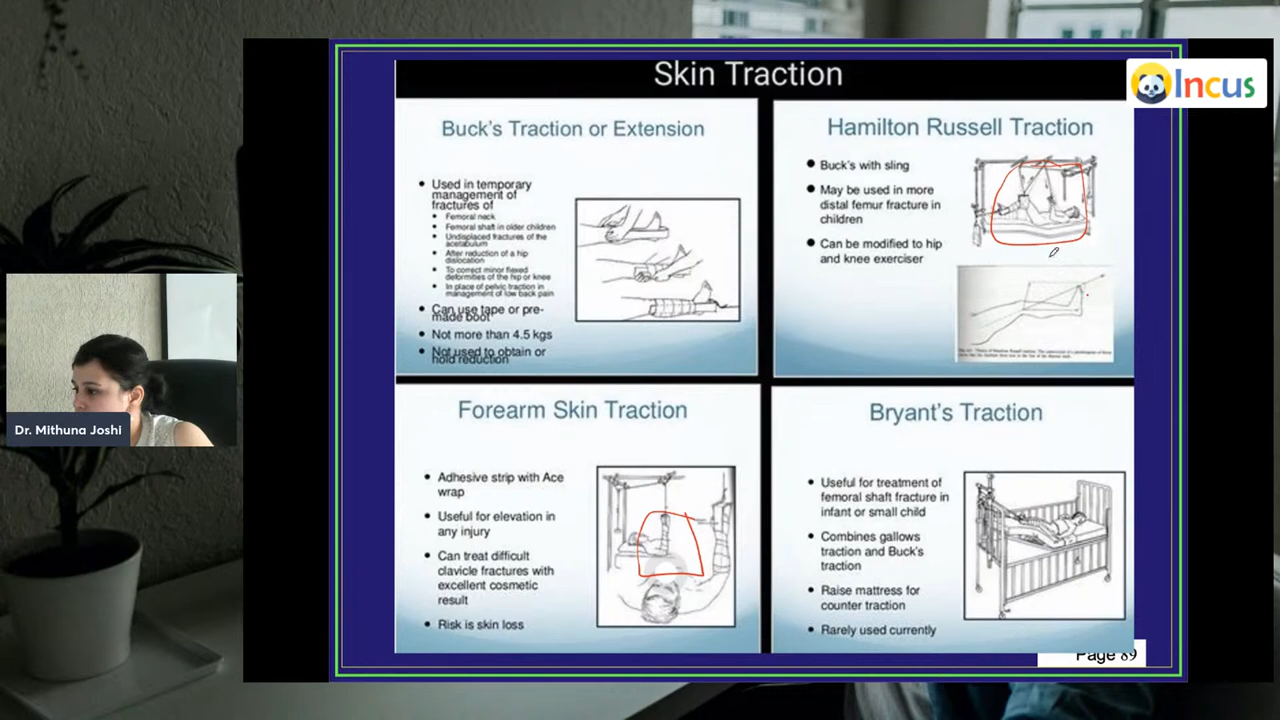 Skin Traction
Incus
Buck's Traction or Extension
Used in temporary
management of
fractures of
Femoral neck
Femoral shaft in older children
Undisplaced fractures of the
acetabulum
After reduction of a hip
dislocation
To correct minor flexed
deformities of the hip or knee
In place of pelvic traction in
management of low back pain
Can use tape or pre-
made boot
Not more than 4.5 kgs
Not used to obtain or
hold reduction
Hamilton Russell Traction
Buck's with sling
May be used in more
distal femur fracture in
children
Can be modified to hip
and knee exerciser
Dr. Mithuna Joshi
Forearm Skin Traction
Adhesive strip with Ace
wrap
Useful for elevation in
any injury
Can treat difficult
clavicle fractures with
excellent cosmetic
result
Risk is skin loss
Bryant's Traction
Useful for treatment of
femoral shaft fracture in
infant or small child
Combines gallows
traction and Buck's
traction
Raise mattress for
counter traction
Rarely used currently
Page 89